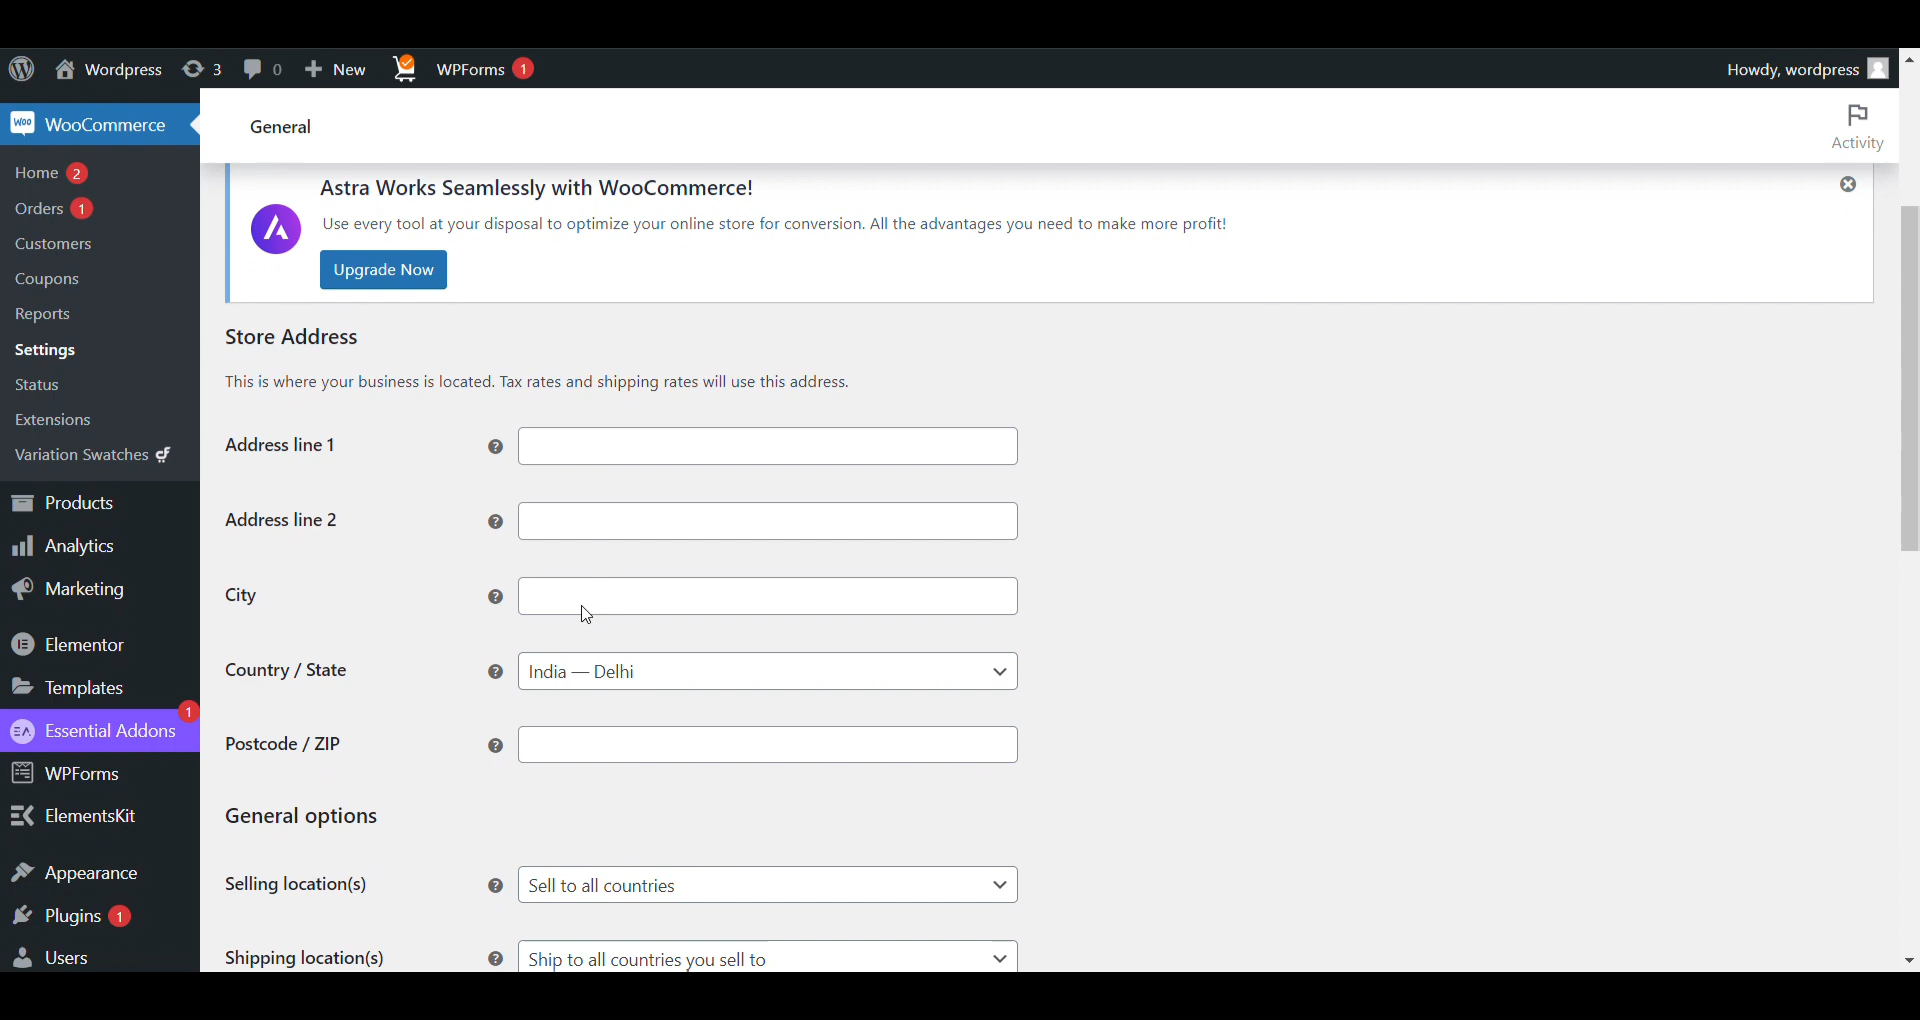 Wordpress 3 0 New WPForms 1 Howdy, wordpress
Woo WooCommerce
Home 2
Orders 1
Customers
Coupons
Reports
Settings
Status
Extensions
Variation Swatches
Products
Analytics
Marketing
Elementor
Templates
1
Essential Addons
WPForms
ElementsKit
Appearance
Plugins 1
Users
General
Activity
Astra Works Seamlessly with WooCommerce!
Use every tool at your disposal to optimize your online store for conversion. All the advantages you need to make more profit!
Upgrade Now
Store Address
This is where your business is located. Tax rates and shipping rates will use this address.
Address line 1
Address line 2
City
Country / State India — Delhi
Postcode / ZIP
General options
Selling location(s) Sell to all countries
Shipping location(s) Ship to all countries you sell to